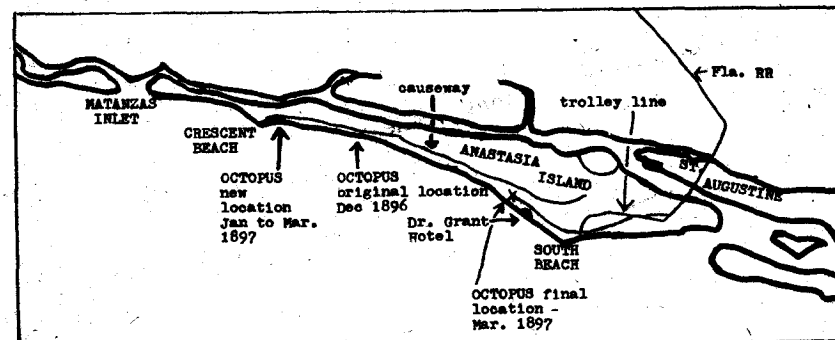 Fla. RR
causeway
trolley line
MATANZAS
INLET
CRESCENT
BEACH
ANASTASIA
ISLAND
ST
AUGUSTINE
OCTOPUS
new
location
Jan to Mar.
1897
OCTOPUS
original location
Dec 1896
Dr. Grant
Hotel
SOUTH
BEACH
OCTOPUS final
location -
Mar. 1897